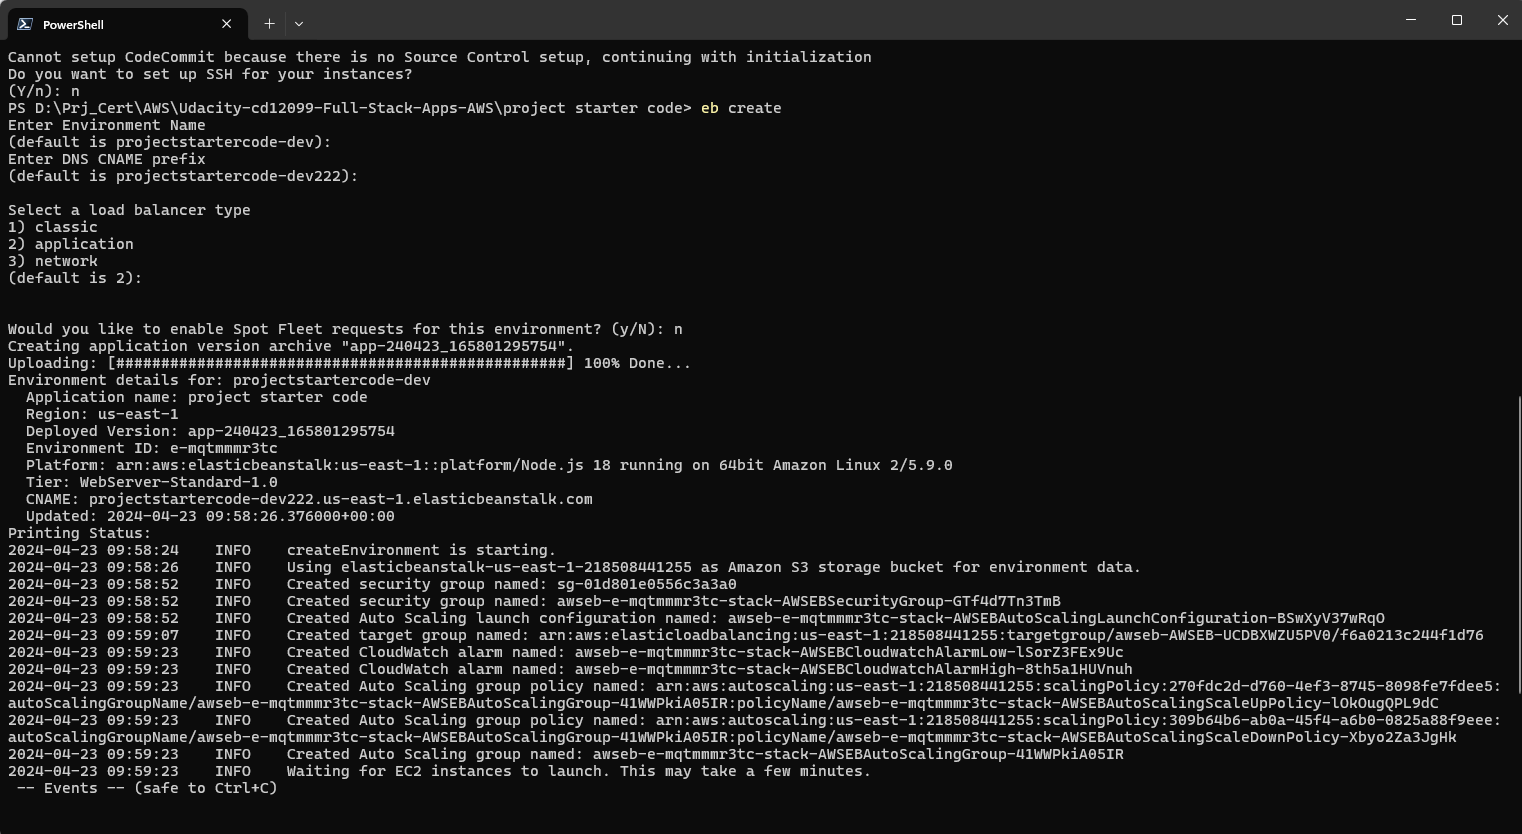 PowerShell
Cannot setup CodeCommit because there is no Source Control setup, continuing with initialization
Do you want to set up SSH for your instances?
(Y/n): n
PS D:\Prj_Cert\AWS\Udacity-cd12099-Full-Stack-Apps-AWS\project starter code> eb create
Enter Environment Name
(default is projectstartercode-dev):
Enter DNS CNAME prefix
(default is projectstartercode-dev222):
Select a load balancer type
1) classic
2) application
3) network
(default is 2):
Would you like to enable Spot Fleet requests for this environment? (y/N): n
Creating application version archive "app-240423_165801295754".
Uploading: [##################################################] 100% Done...
Environment details for: projectstartercode-dev
  Application name: project starter code
  Region: us-east-1
  Deployed Version: app-240423_165801295754
  Environment ID: e-mqtmmmr3tc
  Platform: arn:aws:elasticbeanstalk:us-east-1::platform/Node.js 18 running on 64bit Amazon Linux 2/5.9.0
  Tier: WebServer-Standard-1.0
  CNAME: projectstartercode-dev222.us-east-1.elasticbeanstalk.com
  Updated: 2024-04-23 09:58:26.376000+00:00
Printing Status:
2024-04-23 09:58:24    INFO    createEnvironment is starting.
2024-04-23 09:58:26    INFO    Using elasticbeanstalk-us-east-1-218508441255 as Amazon S3 storage bucket for environment data.
2024-04-23 09:58:52    INFO    Created security group named: sg-01d801e0556c3a3a0
2024-04-23 09:58:52    INFO    Created security group named: awseb-e-mqtmmmr3tc-stack-AWSEBSecurityGroup-GTf4d7Tn3TmB
2024-04-23 09:58:52    INFO    Created Auto Scaling launch configuration named: awseb-e-mqtmmmr3tc-stack-AWSEBAutoScalingLaunchConfiguration-BSwXyV37wRqO
2024-04-23 09:59:07    INFO    Created target group named: arn:aws:elasticloadbalancing:us-east-1:218508441255:targetgroup/awseb-AWSEB-UCDBXWZU5PV0/f6a0213c244f1d76
2024-04-23 09:59:23    INFO    Created CloudWatch alarm named: awseb-e-mqtmmmr3tc-stack-AWSEBCloudwatchAlarmLow-lSorZ3FEx9Uc
2024-04-23 09:59:23    INFO    Created CloudWatch alarm named: awseb-e-mqtmmmr3tc-stack-AWSEBCloudwatchAlarmHigh-8th5a1HUVnuh
2024-04-23 09:59:23    INFO    Created Auto Scaling group policy named: arn:aws:autoscaling:us-east-1:218508441255:scalingPolicy:270fdc2d-d760-4ef3-8745-8098fe7fdee5:
autoScalingGroupName/awseb-e-mqtmmmr3tc-stack-AWSEBAutoScalingGroup-41WWPkiA05IR:policyName/awseb-e-mqtmmmr3tc-stack-AWSEBAutoScalingScaleUpPolicy-lOkOugQPL9dC
2024-04-23 09:59:23    INFO    Created Auto Scaling group policy named: arn:aws:autoscaling:us-east-1:218508441255:scalingPolicy:309b64b6-ab0a-45f4-a6b0-0825a88f9eee:
autoScalingGroupName/awseb-e-mqtmmmr3tc-stack-AWSEBAutoScalingGroup-41WWPkiA05IR:policyName/awseb-e-mqtmmmr3tc-stack-AWSEBAutoScalingScaleDownPolicy-Xbyo2Za3JgHk
2024-04-23 09:59:23    INFO    Created Auto Scaling group named: awseb-e-mqtmmmr3tc-stack-AWSEBAutoScalingGroup-41WWPkiA05IR
2024-04-23 09:59:23    INFO    Waiting for EC2 instances to launch. This may take a few minutes.
 -- Events -- (safe to Ctrl+C)